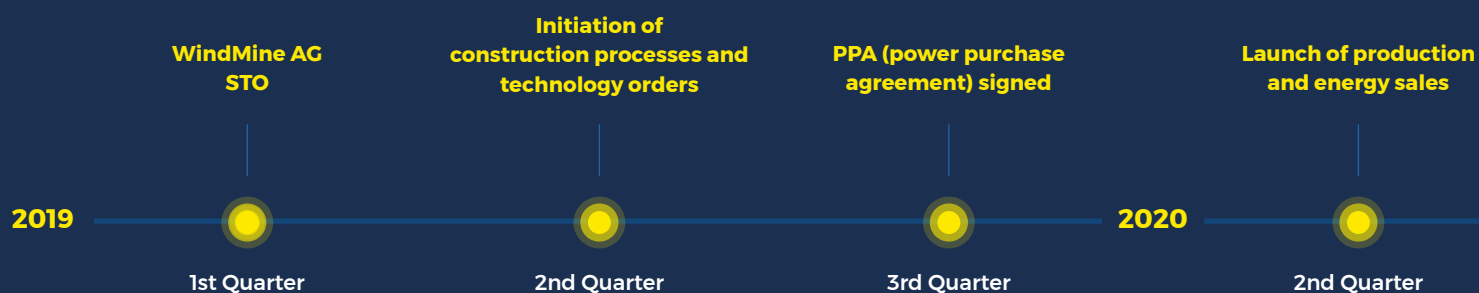 WindMine AG
STO
Initiation of
construction processes and
technology orders
PPA (power purchase
agreement) signed
Launch of production
and energy sales
2019
2020
1st Quarter
2nd Quarter
3rd Quarter
2nd Quarter